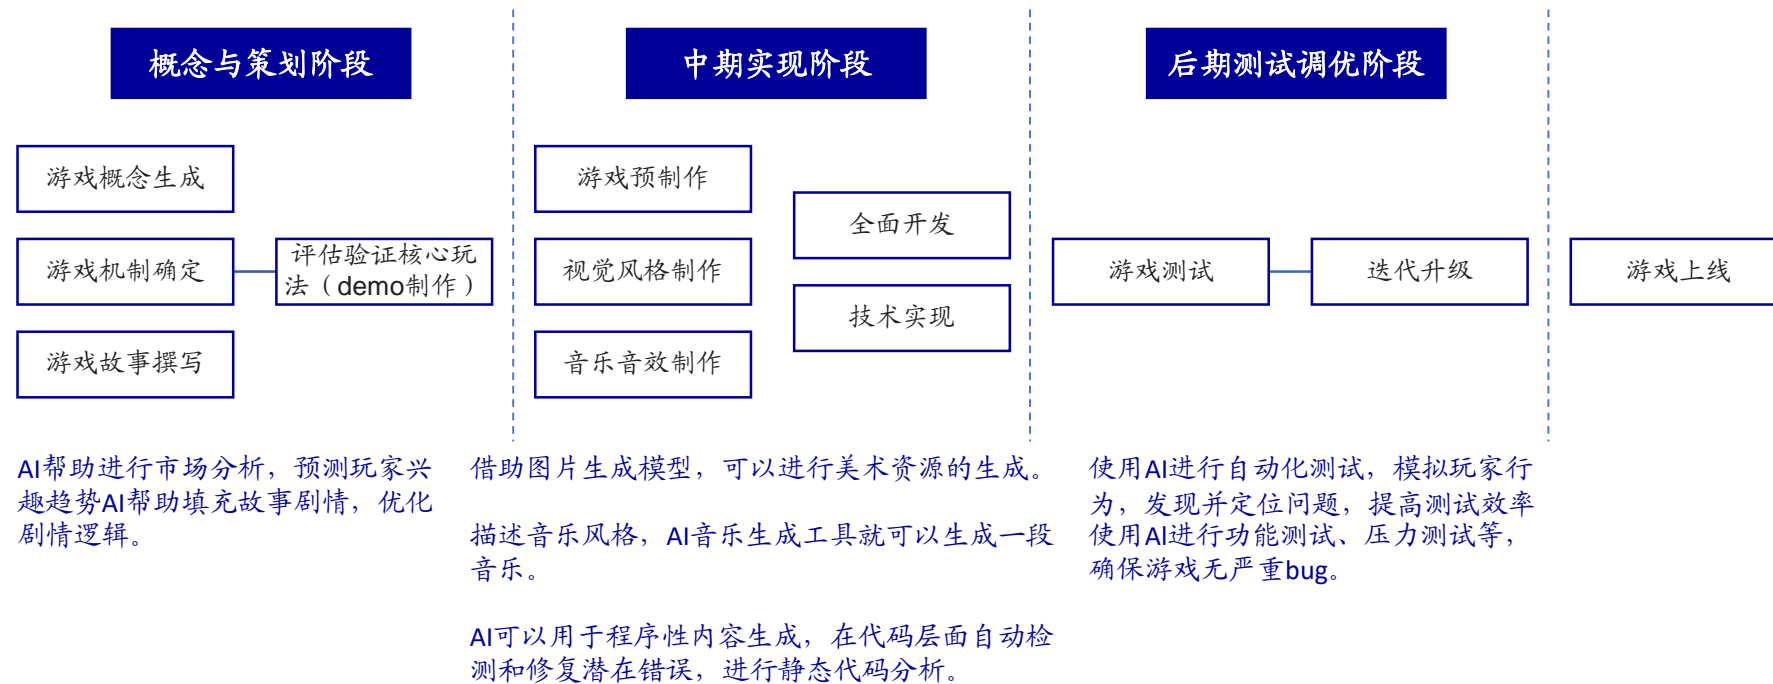 概念与策划阶段
中期实现阶段
后期测试调优阶段
游戏概念生成
游戏机制确定
游戏故事撰写
评估验证核心玩
法（demo制作）
游戏预制作
视觉风格制作
音乐音效制作
全面开发
技术实现
游戏测试
迭代升级
游戏上线
AI帮助进行市场分析，预测玩家兴
趣趋势AI帮助填充故事剧情，优化
剧情逻辑。
借助图片生成模型，可以进行美术资源的生成。
描述音乐风格，AI音乐生成工具就可以生成一段
音乐。
AI可以用于程序性内容生成，在代码层面自动检
测和修复潜在错误，进行静态代码分析。
使用AI进行自动化测试，模拟玩家行
为，发现并定位问题，提高测试效率
使用AI进行功能测试、压力测试等，
确保游戏无严重bug。